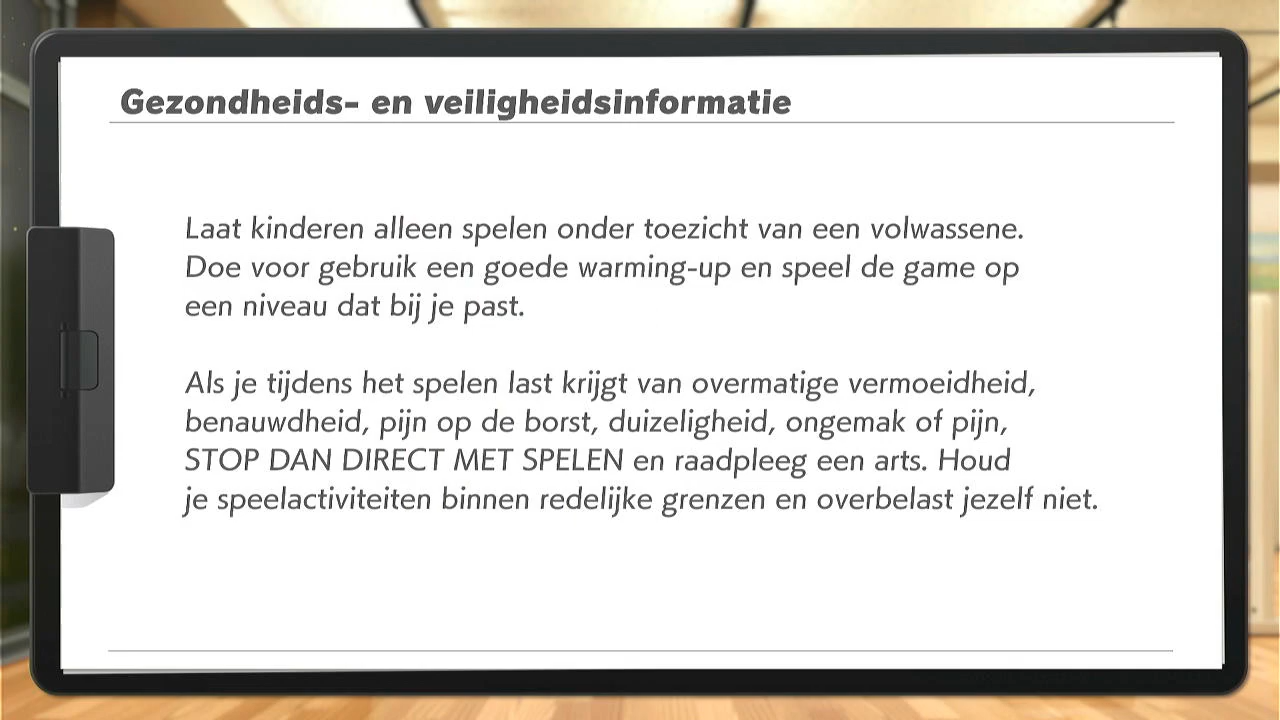 Gezondheids- en veiligheidsinformatie
Laat kinderen alleen spelen onder toezicht van een volwassene.
Doe voor gebruik een goede warming-up en speel de game op
een niveau dat bij je past.
Als je tijdens het spelen last krijgt van overmatige vermoeidheid,
benauwdheid, pijn op de borst, duizeligheid, ongemak of pijn,
STOP DAN DIRECT MET SPELEN en raadpleeg een arts. Houd
je speelactiviteiten binnen redelijke grenzen en overbelast jezelf niet.